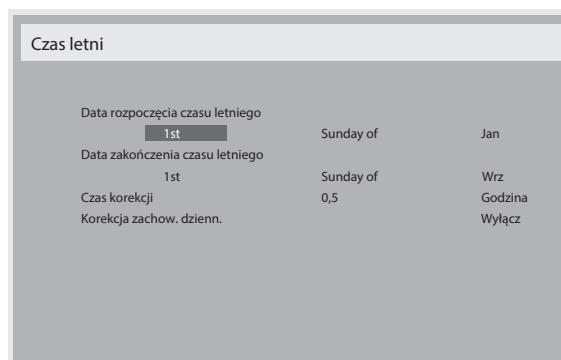 Czas letni
Data rozpoczęcia czasu letniego
1st Sunday of Jan
Data zakończenia czasu letniego
1st Sunday of Wrz
Czas korekcji 0,5 Godzina
Korekcja zachow. dzienn. Wyłącz